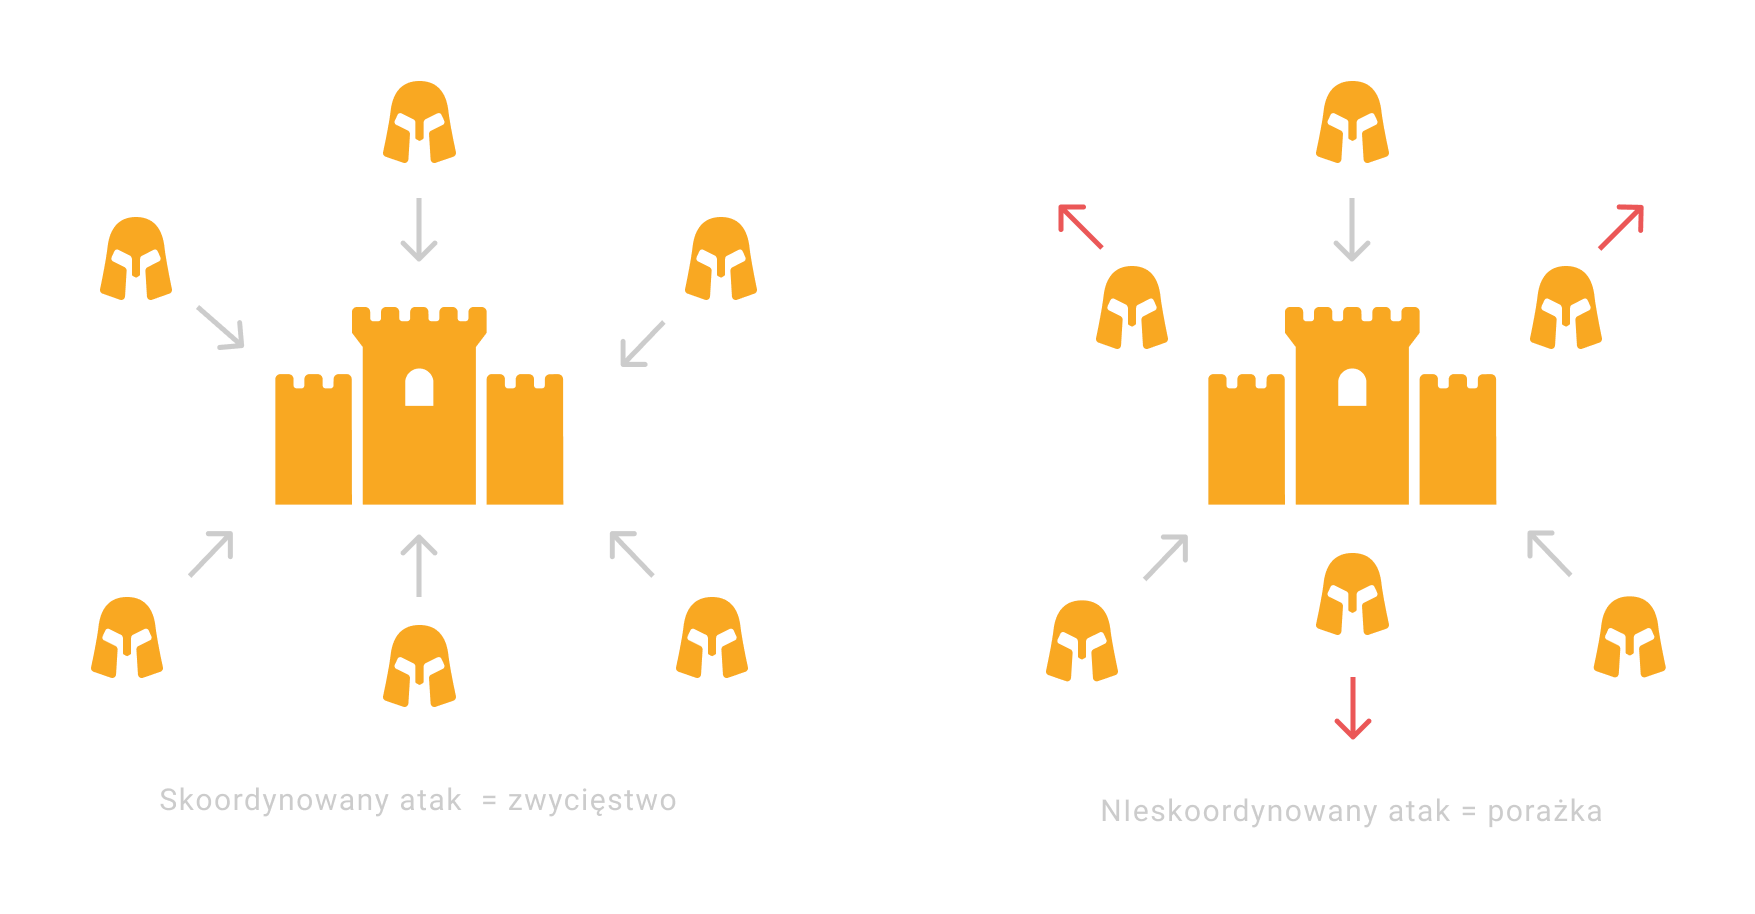 Skoordynowany atak = zwycięstwo
NIeskoordynowany atak = porażka